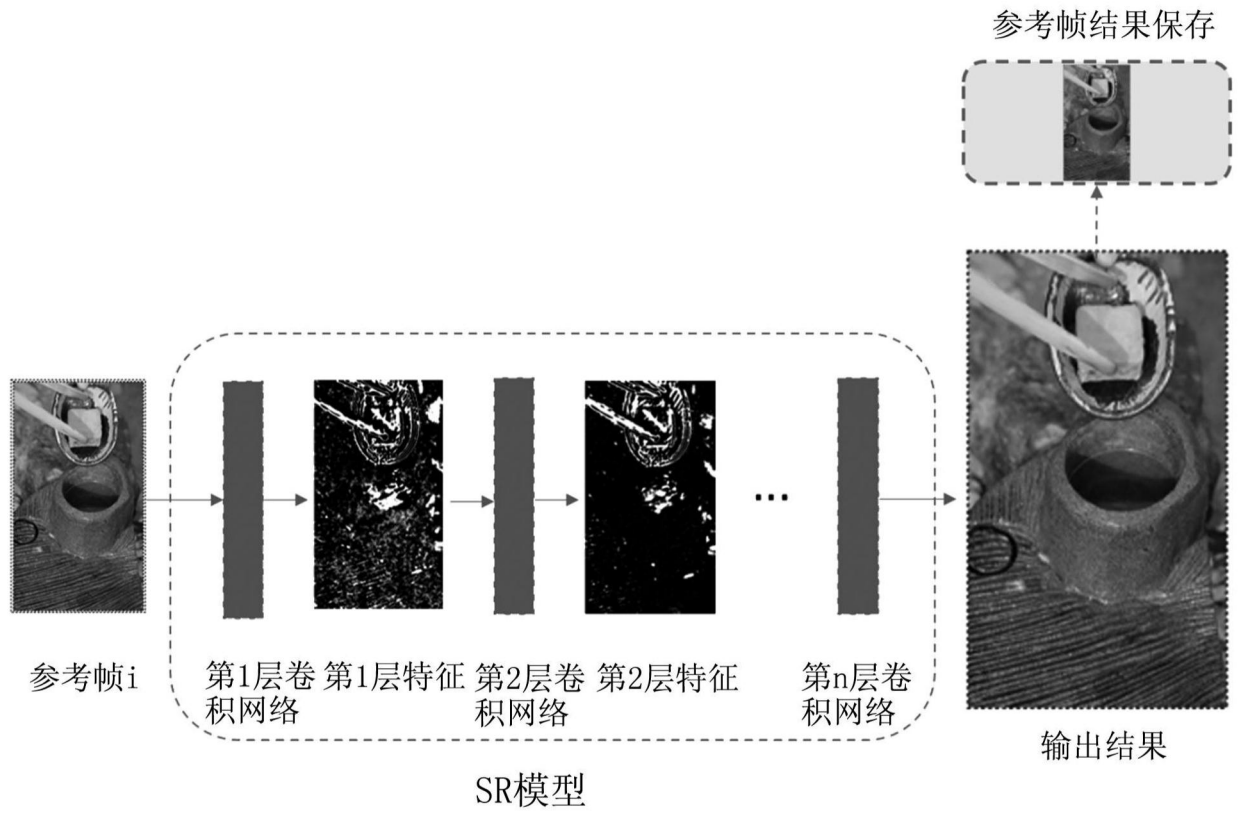 参考帧结果保存
参考帧i
第1层卷
积网络
第1层特征
第2层卷
积网络
第2层特征
...
第n层卷
积网络
输出结果
SR模型